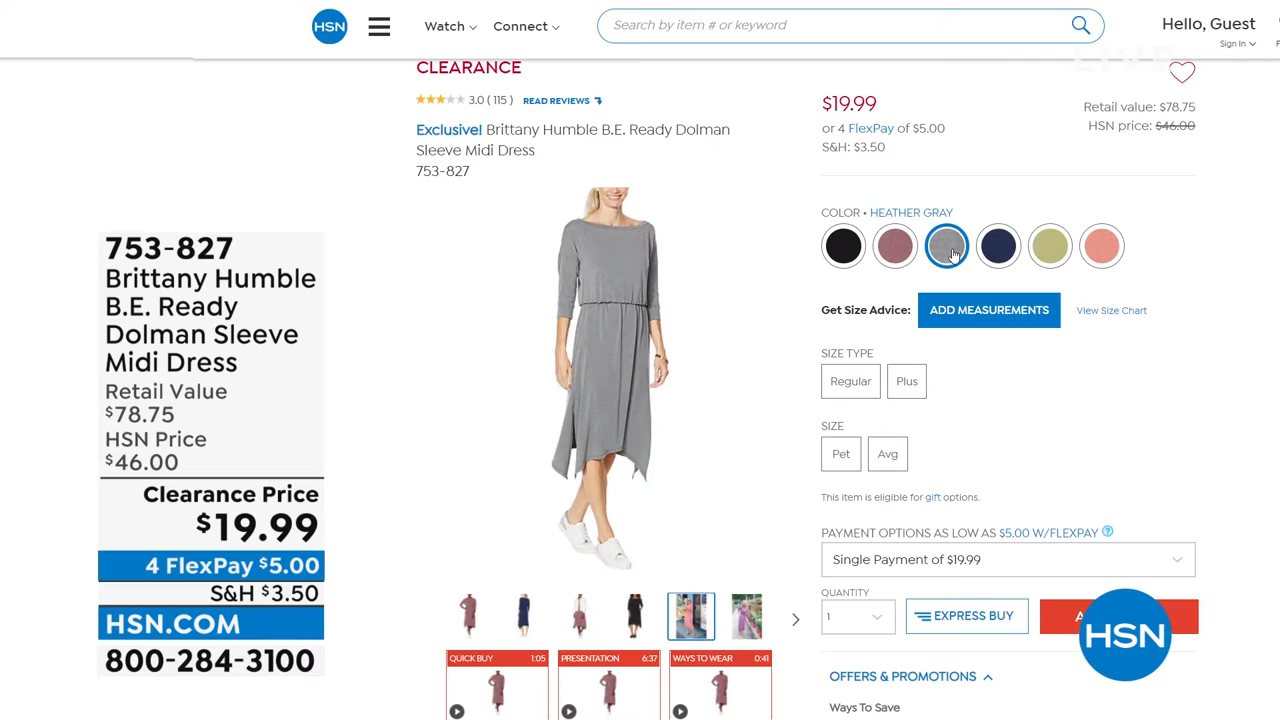 HSN
Watch
Connect
Search by item # or keyword
Hello, Guest
Sign In
LIVE
CLEARANCE
3.0 ( 115 ) READ REVIEWS
Exclusive! Brittany Humble B.E. Ready Dolman
Sleeve Midi Dress
753-827
$19.99
or 4 FlexPay of $5.00
S&H: $3.50
Retail value: $78.75
HSN price: $46.00
COLOR • HEATHER GRAY
Get Size Advice: ADD MEASUREMENTS View Size Chart
SIZE TYPE
Regular Plus
SIZE
Pet Avg
This item is eligible for gift options.
PAYMENT OPTIONS AS LOW AS $5.00 W/FLEXPAY ?
Single Payment of $19.99
QUANTITY
1
EXPRESS BUY
HSN
OFFERS & PROMOTIONS
Ways To Save
QUICK BUY 1:05
PRESENTATION 6:37
WAYS TO WEAR 0:41
753-827
Brittany Humble
B.E. Ready
Dolman Sleeve
Midi Dress
Retail Value
$78.75
HSN Price
$46.00
Clearance Price
$19.99
4 FlexPay $5.00
S&H $3.50
HSN.COM
800-284-3100